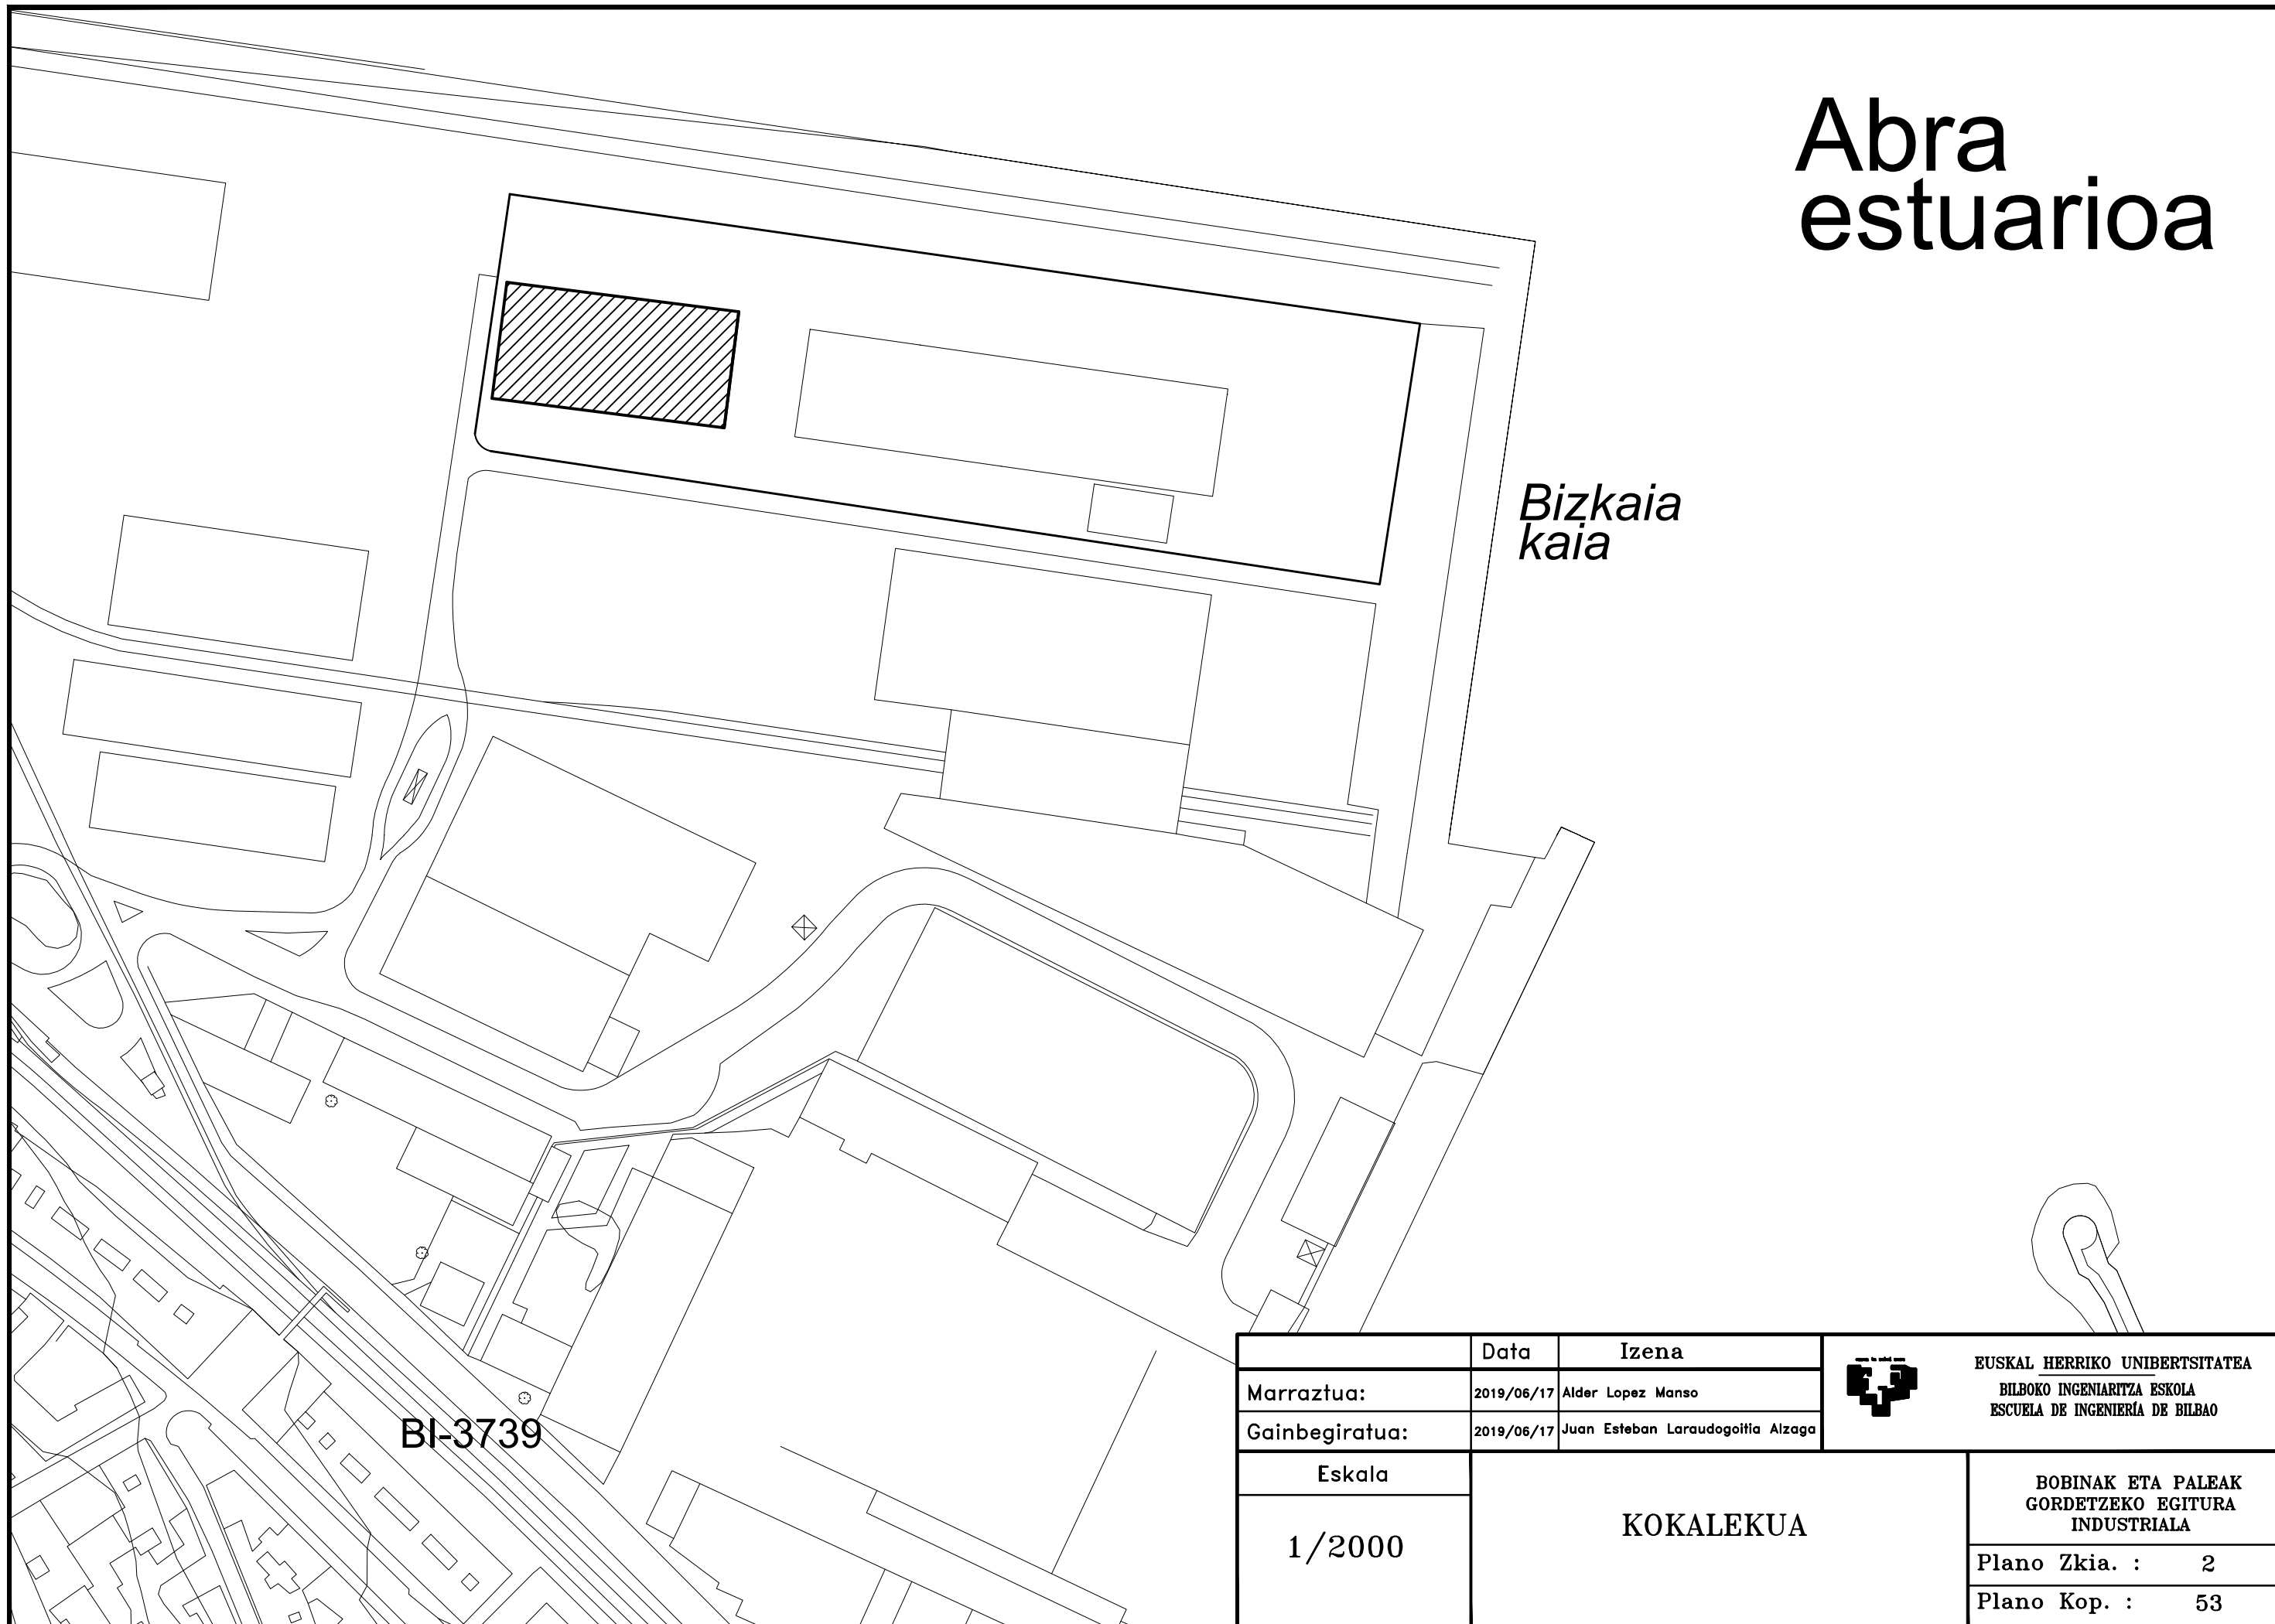 Abra
estuarioa
Bizkaia
kaia
BI-3739
Data
Izena
Marraztua:
2019/06/17
Alder Lopez Manso
Gainbegiratua:
2019/06/17
Juan Esteban Laraudogoitia Alzaga
EUSKAL HERRIKO UNIBERTSITATEA
BILBOKO INGENIARITZA ESKOLA
ESCUELA DE INGENIERÍA DE BILBAO
Eskala
1/2000
KOKALEKUA
BOBINAK ETA PALEAK
GORDETZEKO EGITURA
INDUSTRIALA
Plano Zkia. : 2
Plano Kop. : 53